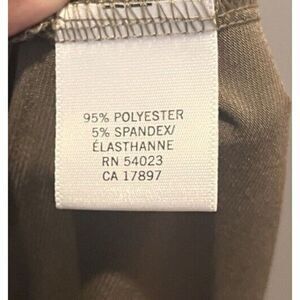 95% POLYESTER
5% SPANDEX/
ÉLASTHANNE
RN 54023
CA 17897